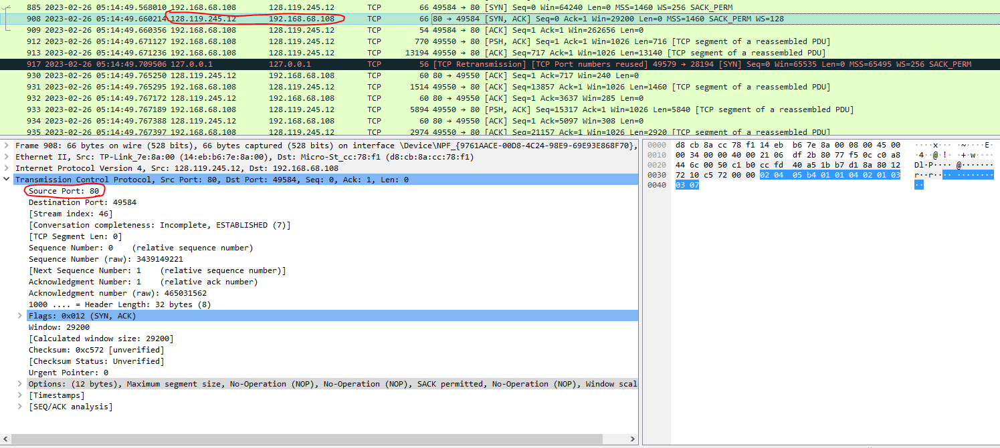 885 2023-02-26 05:14:49.568010 192.168.68.108 128.119.245.12 TCP 66 49584 → 80 [SYN] Seq=0 Win=64240 Len=0 MSS=1460 WS=256 SACK_PERM
908 2023-02-26 05:14:49.660214 128.119.245.12 192.168.68.108 TCP 66 80 → 49584 [SYN, ACK] Seq=0 Ack=1 Win=29200 Len=0 MSS=1460 SACK_PERM WS=128
909 2023-02-26 05:14:49.660356 192.168.68.108 128.119.245.12 TCP 54 49584 → 80 [ACK] Seq=1 Ack=1 Win=262656 Len=0
912 2023-02-26 05:14:49.671127 192.168.68.108 128.119.245.12 TCP 770 49550 → 80 [PSH, ACK] Seq=1 Ack=1 Win=1026 Len=716 [TCP segment of a reassembled PDU]
913 2023-02-26 05:14:49.671236 192.168.68.108 128.119.245.12 TCP 13194 49550 → 80 [ACK] Seq=717 Ack=1 Win=1026 Len=13140 [TCP segment of a reassembled PDU]
917 2023-02-26 05:14:49.709506 127.0.0.1 127.0.0.1 TCP 56 [TCP Retransmission] [TCP Port numbers reused] 49579 → 28194 [SYN] Seq=0 Win=65535 Len=0 MSS=65495 WS=256 SACK_PERM
930 2023-02-26 05:14:49.765250 128.119.245.12 192.168.68.108 TCP 60 80 → 49550 [ACK] Seq=1 Ack=717 Win=240 Len=0
931 2023-02-26 05:14:49.765295 192.168.68.108 128.119.245.12 TCP 1514 49550 → 80 [ACK] Seq=13857 Ack=1 Win=1026 Len=1460 [TCP segment of a reassembled PDU]
932 2023-02-26 05:14:49.767172 128.119.245.12 192.168.68.108 TCP 60 80 → 49550 [ACK] Seq=1 Ack=3637 Win=285 Len=0
933 2023-02-26 05:14:49.767189 192.168.68.108 128.119.245.12 TCP 5894 49550 → 80 [PSH, ACK] Seq=15317 Ack=1 Win=1026 Len=5840 [TCP segment of a reassembled PDU]
934 2023-02-26 05:14:49.767388 128.119.245.12 192.168.68.108 TCP 60 80 → 49550 [ACK] Seq=1 Ack=5097 Win=308 Len=0
935 2023-02-26 05:14:49.767397 192.168.68.108 128.119.245.12 TCP 2974 49550 → 80 [ACK] Seq=21157 Ack=1 Win=1026 Len=2920 [TCP segment of a reassembled PDU]
Frame 908: 66 bytes on wire (528 bits), 66 bytes captured (528 bits) on interface \Device\NPF_{9761AACE-00D8-4C24-98E9-69E93E868F70},
Ethernet II, Src: TP-Link_7e:8a:00 (14:eb:b6:7e:8a:00), Dst: Micro-St_cc:78:f1 (d8:cb:8a:cc:78:f1)
Internet Protocol Version 4, Src: 128.119.245.12, Dst: 192.168.68.108
Transmission Control Protocol, Src Port: 80, Dst Port: 49584, Seq: 0, Ack: 1, Len: 0
Source Port: 80
Destination Port: 49584
[Stream index: 46]
[Conversation completeness: Incomplete, ESTABLISHED (7)]
[TCP Segment Len: 0]
Sequence Number: 0 (relative sequence number)
Sequence Number (raw): 3439149221
[Next Sequence Number: 1 (relative sequence number)]
Acknowledgment Number: 1 (relative ack number)
Acknowledgment number (raw): 465031562
1000 .... = Header Length: 32 bytes (8)
Flags: 0x012 (SYN, ACK)
Window: 29200
[Calculated window size: 29200]
Checksum: 0xc572 [unverified]
[Checksum Status: Unverified]
Urgent Pointer: 0
Options: (12 bytes), Maximum segment size, No-Operation (NOP), No-Operation (NOP), SACK permitted, No-Operation (NOP), Window scal
[Timestamps]
[SEQ/ACK analysis]
0000 d8 cb 8a cc 78 f1 14 eb b6 7e 8a 00 08 00 45 00 ····x··· ·~····E·
0010 00 34 00 00 40 00 21 06 df 2b 80 77 f5 0c c0 a8 ·4··@·!· ·+·w····
0020 44 6c 00 50 c1 b0 cc fd 40 a5 1b b7 d1 8a 80 12 Dl·P···· @·······
0030 72 10 c5 72 00 00 02 04 05 b4 01 01 04 02 01 03 r··r···· ········
0040 03 07 ··